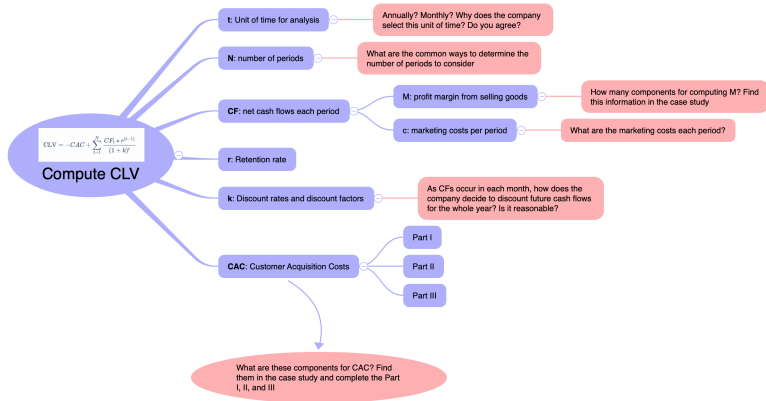 t: Unit of time for analysis
Annually? Monthly? Why does the company
select this unit of time? Do you agree?
N: number of periods
What are the common ways to determine the
number of periods to consider
CF: net cash flows each period
M: profit margin from selling goods
How many components for computing M? Find
this information in the case study
c: marketing costs per period
What are the marketing costs each period?
CLV = −CAC + ∑_{t=1}^{N} CF_t * r^{(t−1)} / (1 + k)^t
Compute CLV
r: Retention rate
k: Discount rates and discount factors
As CFs occur in each month, how does the
company decide to discount future cash flows
for the whole year? Is it reasonable?
CAC: Customer Acquisition Costs
Part I
Part II
Part III
What are these components for CAC? Find
them in the case study and complete the Part
I, II, and III